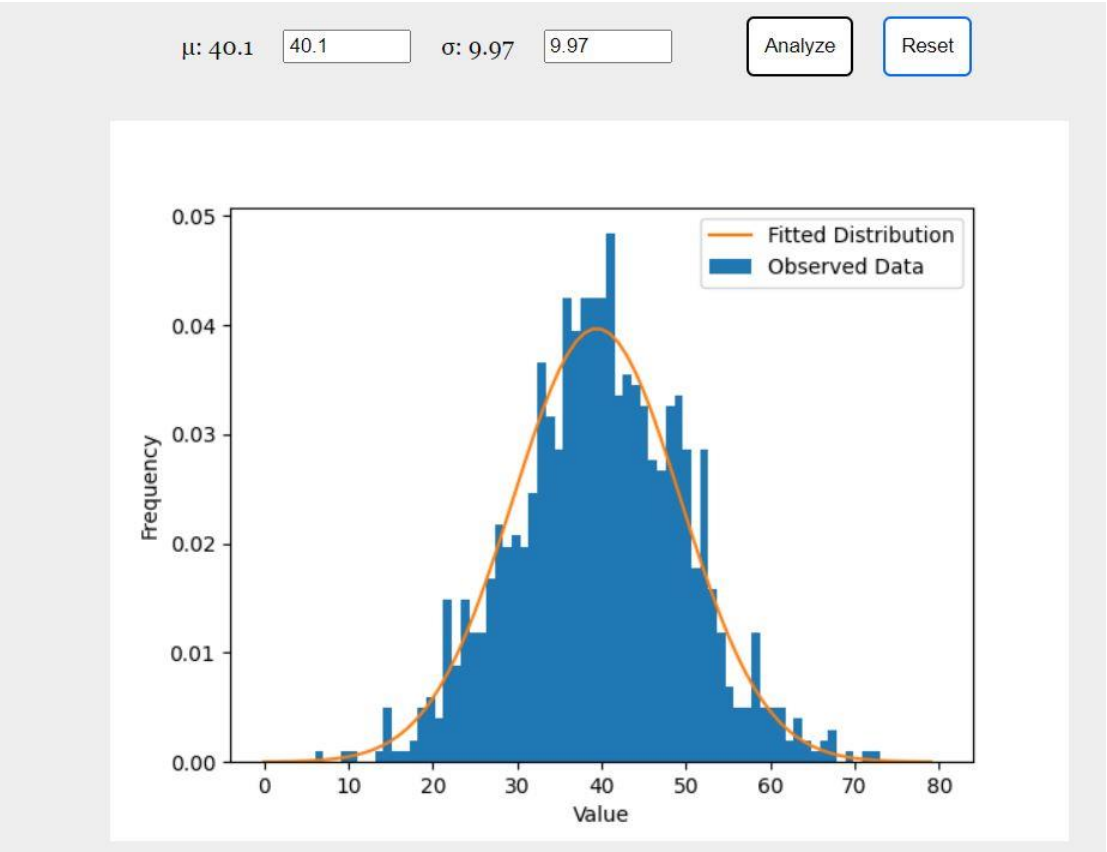 μ: 40.1 40.1 σ: 9.97 9.97 Analyze Reset
0.05
Fitted Distribution
Observed Data
0.04
0.03
Frequency
0.02
0.01
0.00
0 10 20 30 40 50 60 70 80
Value